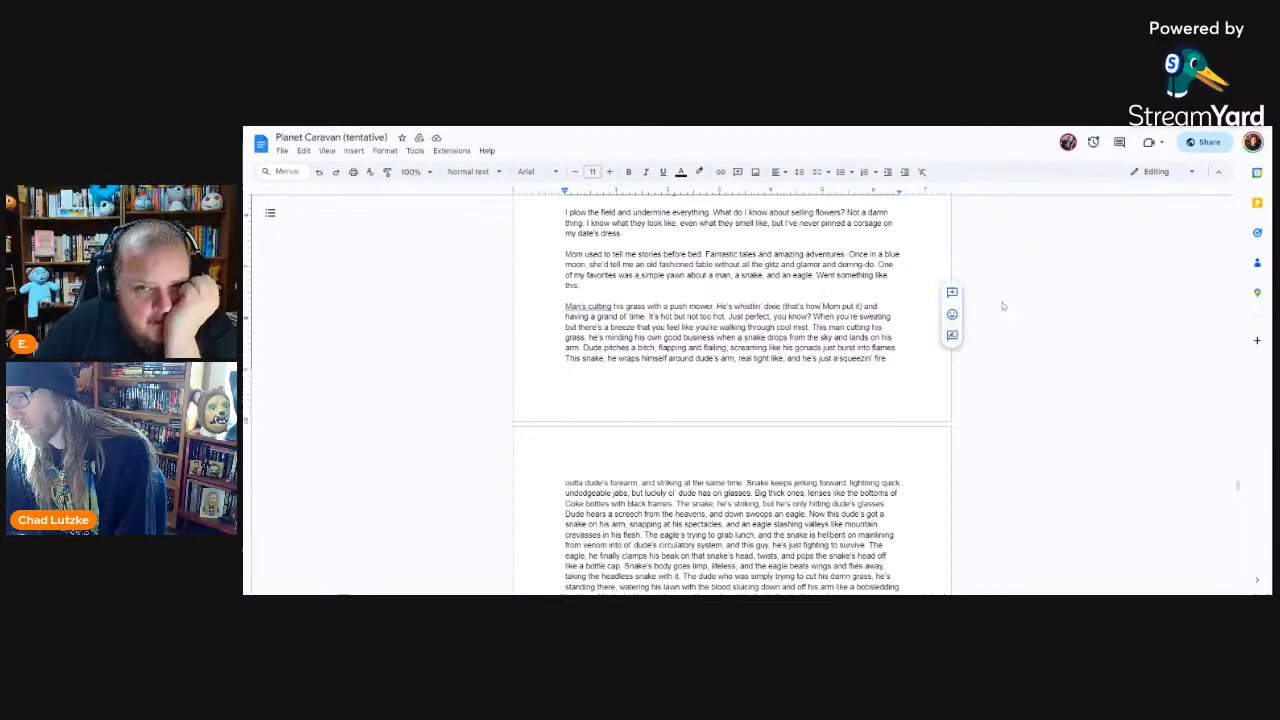 Powered by
StreamYard
Planet Caravan (tentative)
File Edit View Insert Format Tools Extensions Help
Share
Menus
100%
Normal text
Arial
11
Editing
I plow the field and undermine everything. What do I know about selling flowers? Not a damn
thing. I know what they look like, even what they smell like, but I've never pinned a corsage on
my date's dress.
Mom used to tell me stories before bed. Fantastic tales and amazing adventures. Once in a blue
moon, she'd tell me an old fashioned fable without all the glitz and glamor and derring-do. One
of my favorites was a simple yawn about a man, a snake, and an eagle. Went something like
this:
Man's cutting his grass with a push mower. He's whistlin' dixie (that's how Mom put it) and
having a grand ol' time. It's hot but not too hot. Just perfect, you know? When you're sweating
but there's a breeze that you feel like you're walking through cool mist. This man cutting his
grass, he's minding his own good business when a snake drops from the sky and lands on his
arm. Dude pitches a bitch, flapping and flailing, screaming like his gonads just burst into flames
This snake, he wraps himself around dude's arm, real tight like, and he's just a'squeezin' fire
outta dude's forearm, and striking at the same time. Snake keeps jerking forward, lightning quick
undodgeable jabs, but luckily ol' dude has on glasses. Big thick ones, lenses like the bottoms of
Coke bottles with black frames. The snake, he's striking, but he's only hitting dude's glasses.
Dude hears a screech from the heavens, and down swoops an eagle. Now this dude's got a
snake on his arm, snapping at his spectacles, and an eagle slashing valleys like mountain
crevasses in his flesh. The eagle's trying to grab lunch, and the snake is hellbent on mainlining
from venom into ol' dude's circulatory system, and this guy, he's just fighting to survive. The
eagle, he finally clamps his beak on that snake's head, twists, and pops the snake's head off
like a bottle cap. Snake's body goes limp, lifeless, and the eagle beats wings and flies away,
taking the headless snake with it. The dude who was simply trying to cut his damn grass, he's
standing there, watering his lawn with the blood sluicing down and off his arm like a bobsledding
E.
Chad Lutzke